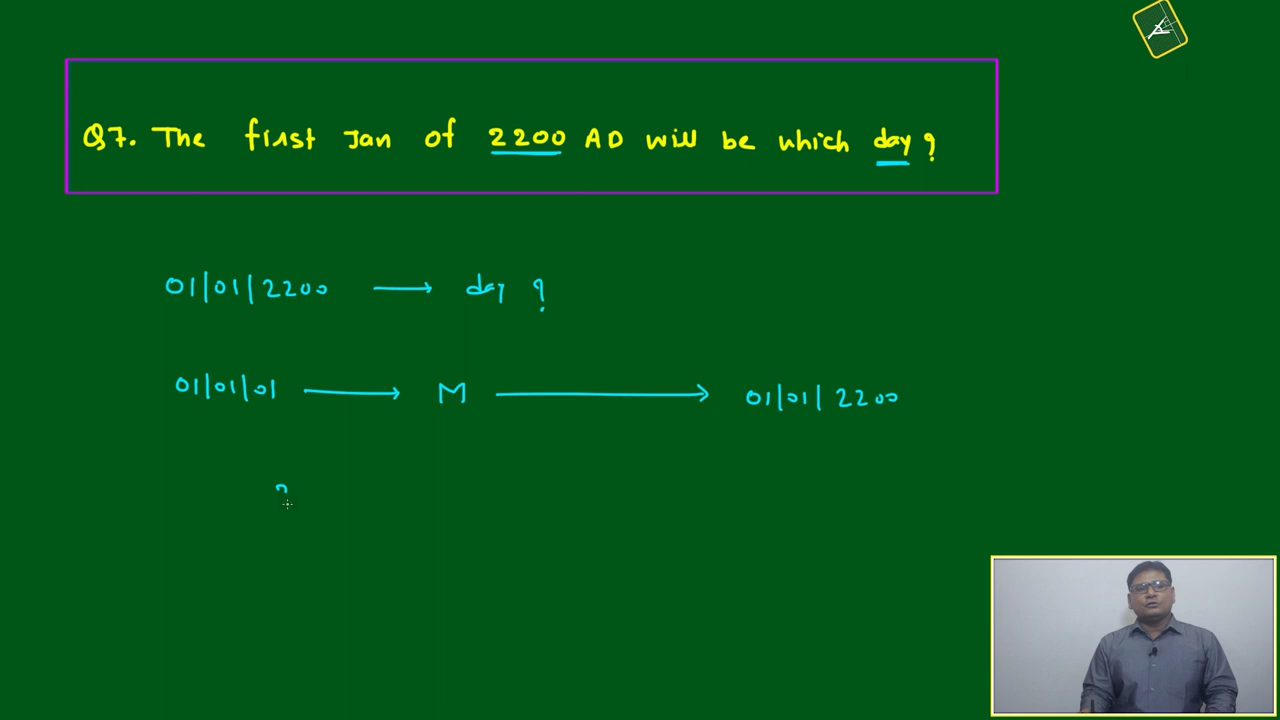 Q7. The first Jan of 2200 AD will be which day ?
01/01/2200 → day ?
01/01/01 → M → 01/01/2200